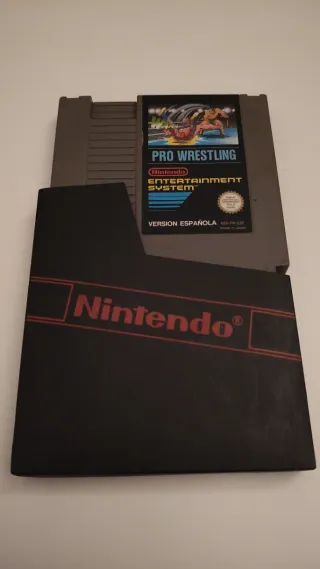 PRO WRESTLING
Nintendo
ENTERTAINMENT
SYSTEM
VERSION ESPAÑOLA
Nintendo®